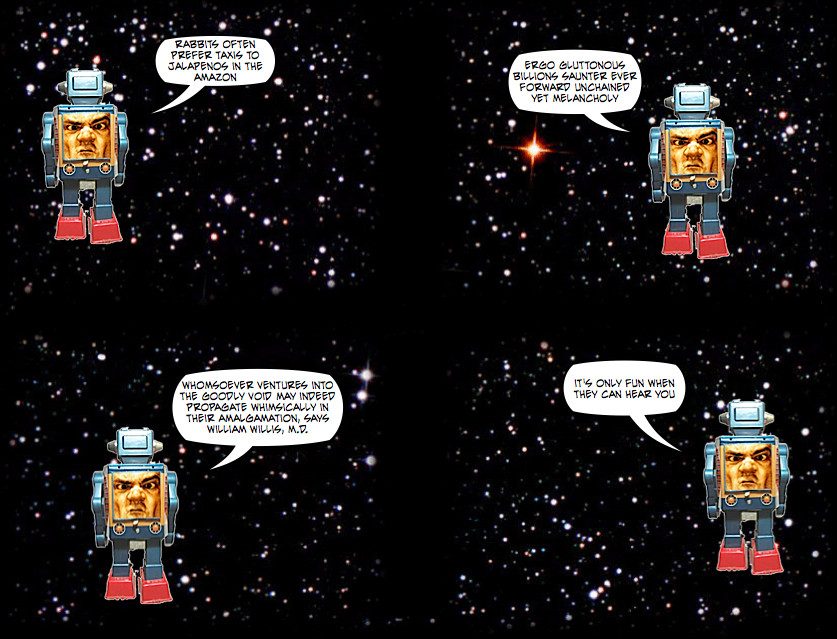 RABBITS OFTEN
PREFER TAXIS TO
JALAPENOS IN THE
AMAZON
ERGO GLUTTONOUS
BILLIONS SAUNTER EVER
FORWARD UNCHAINED
YET MELANCHOLY
WHOMSOEVER VENTURES INTO
THE GOODLY VOID MAY INDEED
PROPAGATE WHIMSICALLY IN
THEIR AMALGAMATION, SAYS
WILLIAM WILLIS, M.D.
IT'S ONLY FUN WHEN
THEY CAN HEAR YOU